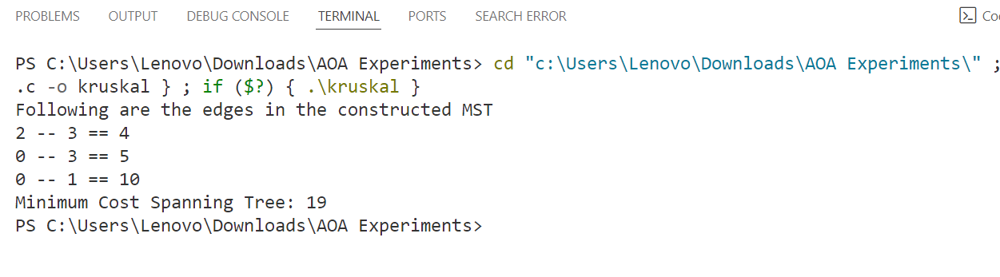 PROBLEMS OUTPUT DEBUG CONSOLE TERMINAL PORTS SEARCH ERROR
PS C:\Users\Lenovo\Downloads\AOA Experiments> cd "c:\Users\Lenovo\Downloads\AOA Experiments\" ;
.c -o kruskal } ; if ($?) { .\kruskal }
Following are the edges in the constructed MST
2 -- 3 == 4
0 -- 3 == 5
0 -- 1 == 10
Minimum Cost Spanning Tree: 19
PS C:\Users\Lenovo\Downloads\AOA Experiments>